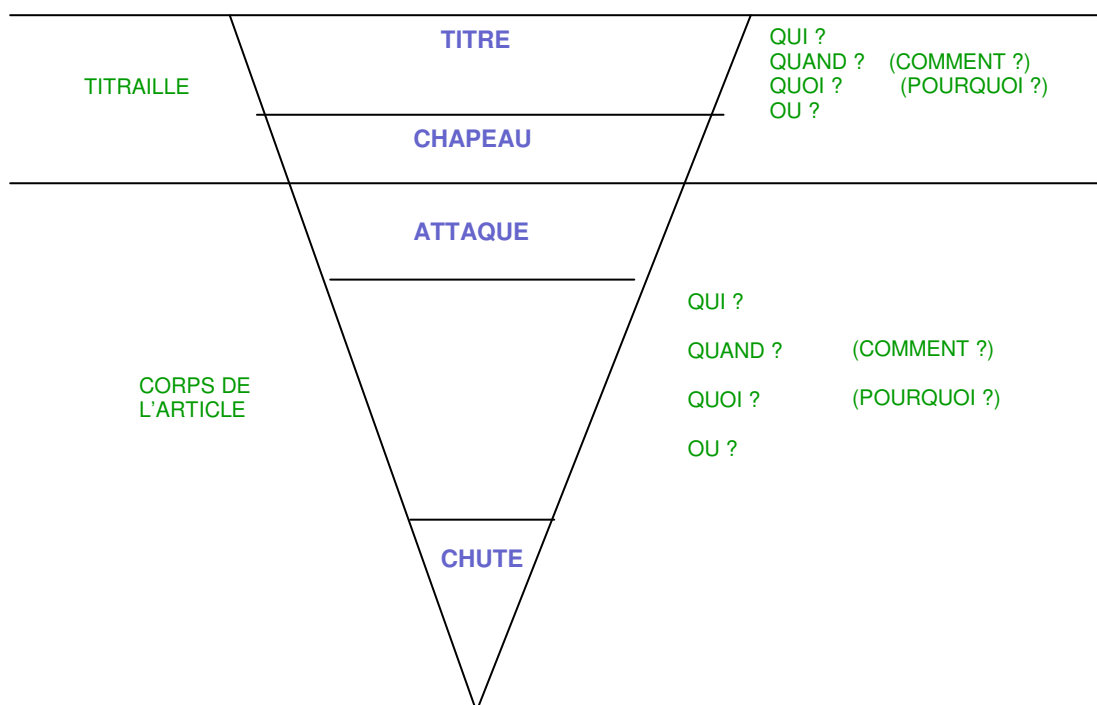 TITRE
QUI ?
QUAND ? (COMMENT ?)
TITRAILLE
QUOI ? (POURQUOI ?)
OU ?
CHAPEAU
ATTAQUE
QUI ?
QUAND ? (COMMENT ?)
CORPS DE
L'ARTICLE
QUOI ? (POURQUOI ?)
OU ?
CHUTE